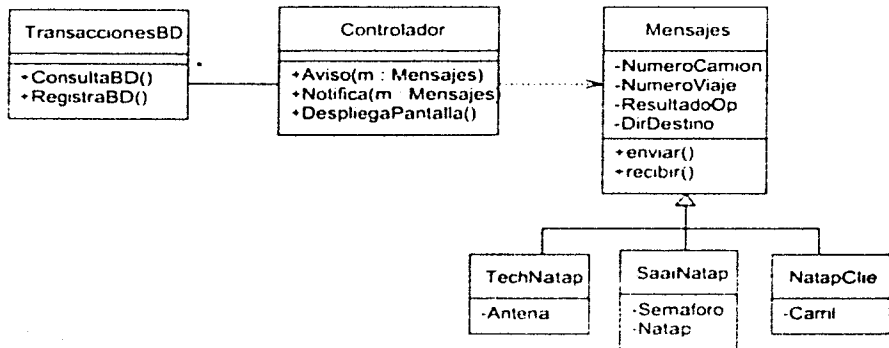 TransaccionesBD
+ConsultaBD()
+RegistraBD()
Controlador
+Aviso(m : Mensajes)
+Notifica(m : Mensajes)
+DespliegaPantalla()
Mensajes
-NumeroCamion
-NumeroViaje
-ResultadoOp
-DirDestino
+enviar()
+recibir()
TechNatap
-Antena
SaaiNatap
-Semaforo
-Natap
NatapClie
-Carril